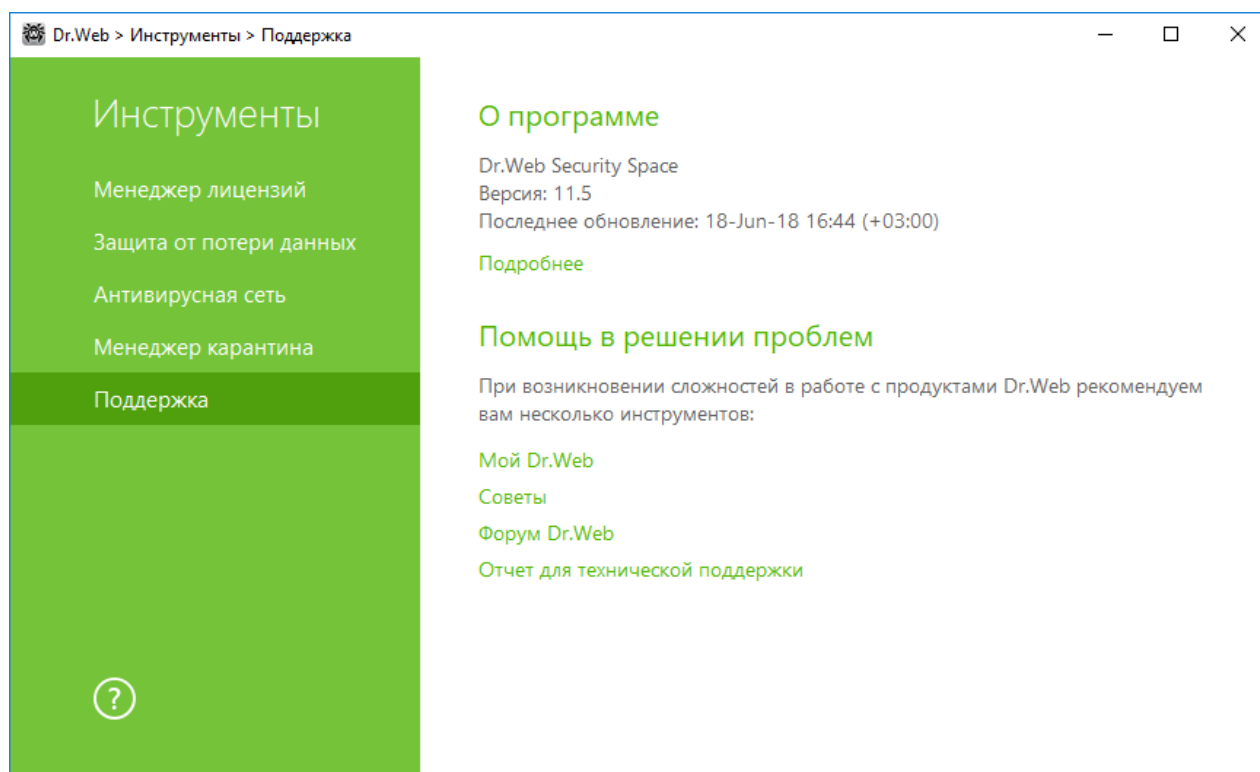 Dr.Web > Инструменты > Поддержка
Инструменты
Менеджер лицензий
Защита от потери данных
Антивирусная сеть
Менеджер карантина
Поддержка
?
О программе
Dr.Web Security Space
Версия: 11.5
Последнее обновление: 18-Jun-18 16:44 (+03:00)
Подробнее
Помощь в решении проблем
При возникновении сложностей в работе с продуктами Dr.Web рекомендуем
вам несколько инструментов:
Мой Dr.Web
Советы
Форум Dr.Web
Отчет для технической поддержки